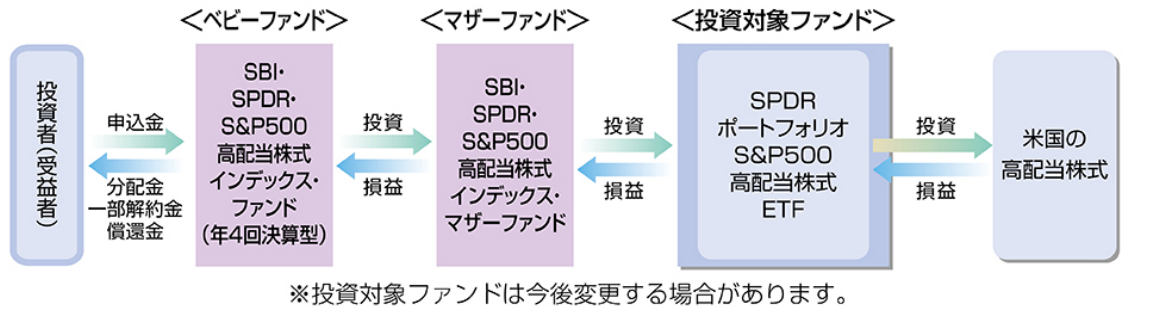 ＜ベビーファンド＞
＜マザーファンド＞
＜投資対象ファンド＞
投資者（受益者）
申込金
分配金
一部解約金
償還金
SBI・
SPDR・
S&P500
高配当株式
インデックス・
ファンド
（年4回決算型）
投資
損益
SBI・
SPDR・
S&P500
高配当株式
インデックス・
マザーファンド
投資
損益
SPDR
ポートフォリオ
S&P500
高配当株式
ETF
投資
損益
米国の
高配当株式
※投資対象ファンドは今後変更する場合があります。